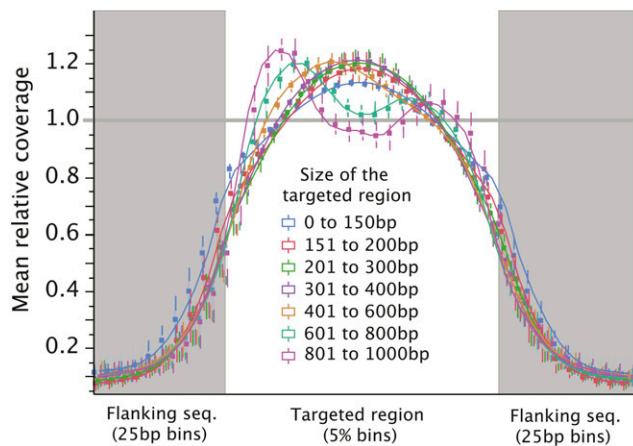 Mean relative coverage
1.2
1.0
0.8
0.6
0.4
0.2
Size of the
targeted region
0 to 150bp
151 to 200bp
201 to 300bp
301 to 400bp
401 to 600bp
601 to 800bp
801 to 1000bp
Flanking seq.
(25bp bins)
Targeted region
(5% bins)
Flanking seq.
(25bp bins)